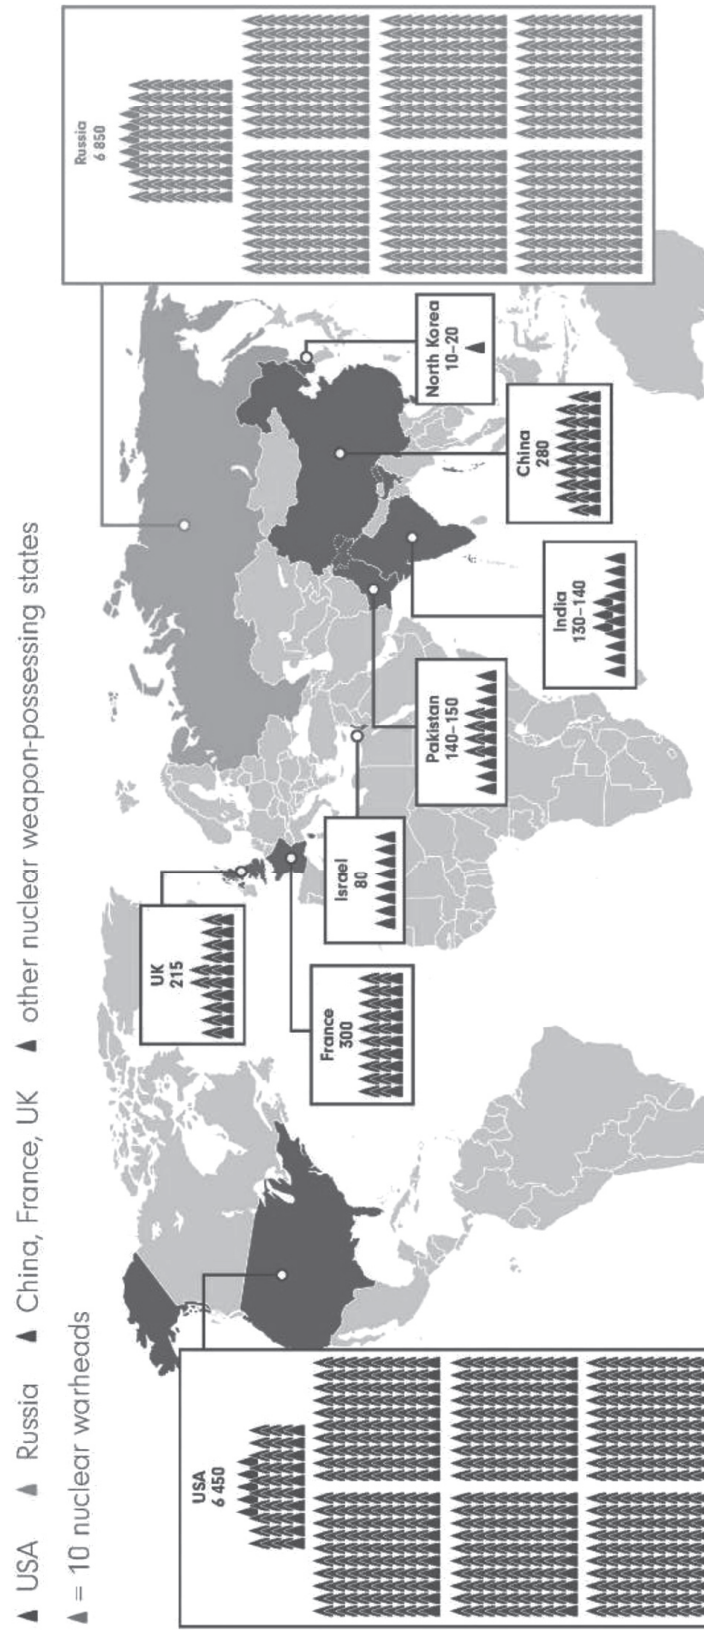 USA Russia China, France, UK other nuclear weapon-possessing states
= 10 nuclear warheads
USA
6 450
UK
215
France
300
Israel
80
Pakistan
140–150
India
130–140
China
280
North Korea
10–20
Russia
6 850